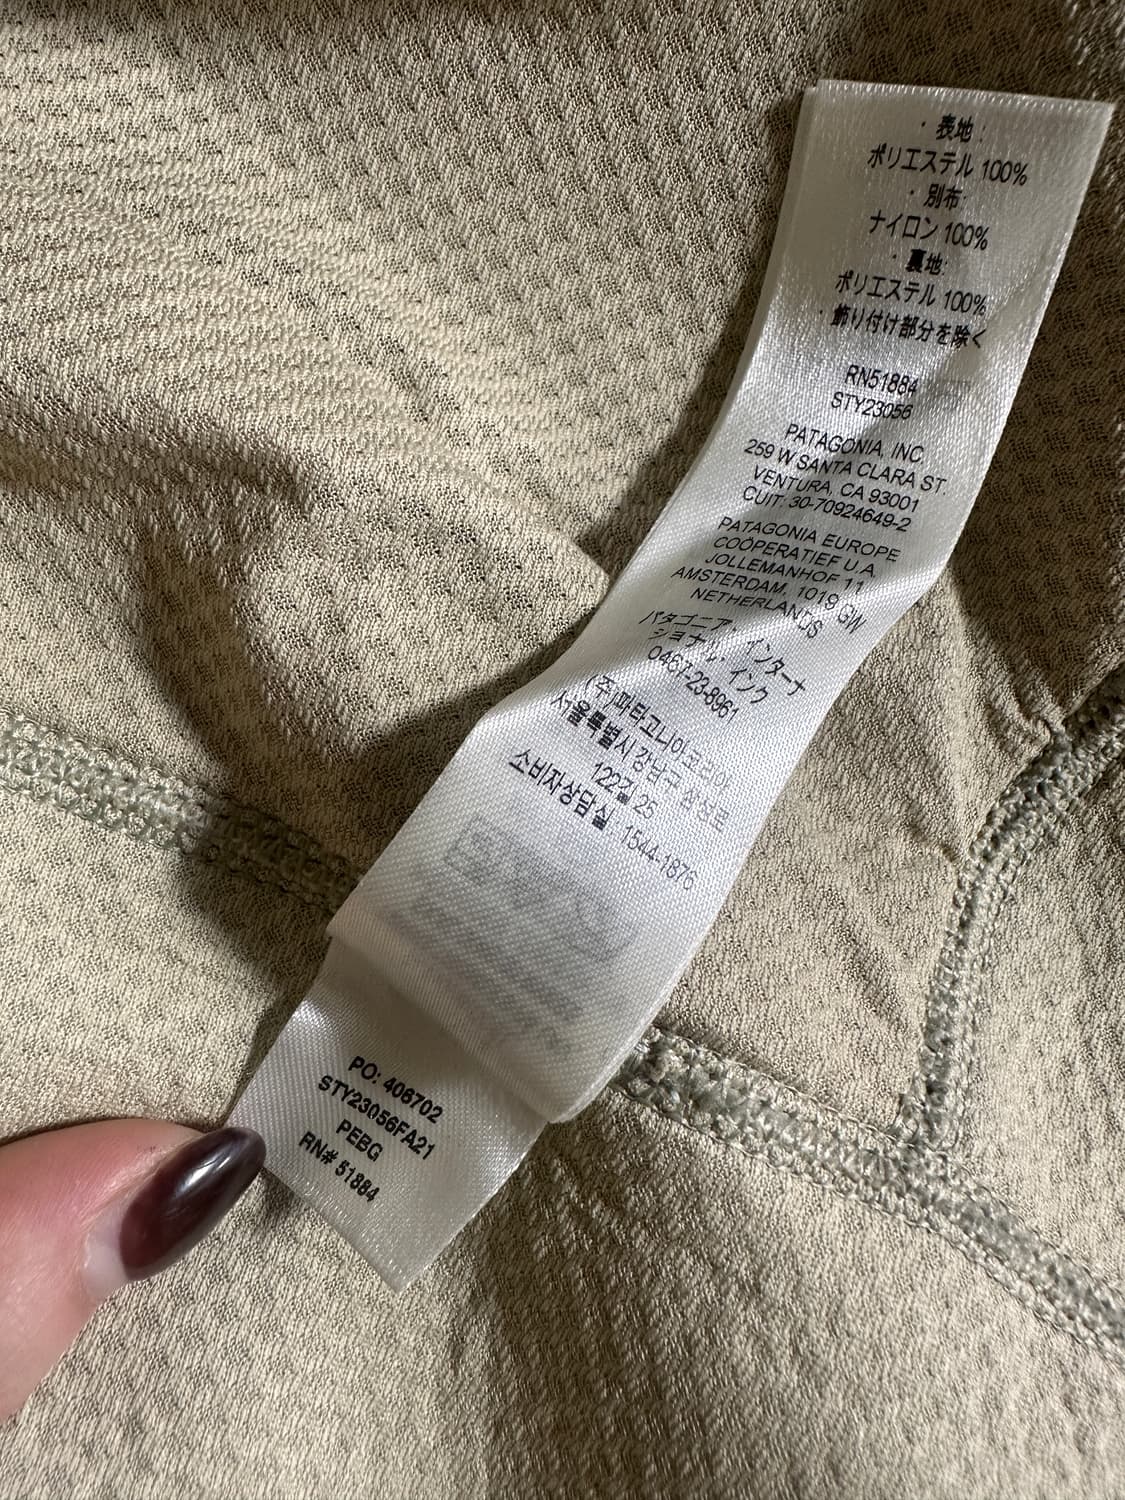 ・表地：
ポリエステル 100%
・別布：
ナイロン 100%
・裏地：
ポリエステル 100%
・飾り付け部分を除く
RN51884
STY23056
PATAGONIA, INC.
259 W SANTA CLARA ST.
VENTURA, CA 93001
CUIT: 30-70924649-2
PATAGONIA EUROPE
COÖPERATIEF U.A.
JOLLEMANHOF 11
AMSTERDAM, 1019 GW
NETHERLANDS
パタゴニア・インターナ
ショナル・インク
0467-23-8961
(주)파타고니아코리아
서울특별시 강남구 삼성로
122길 25
소비자상담실 1544-1876
PO: 406702
STY23056FA21
PEBG
RN# 51884